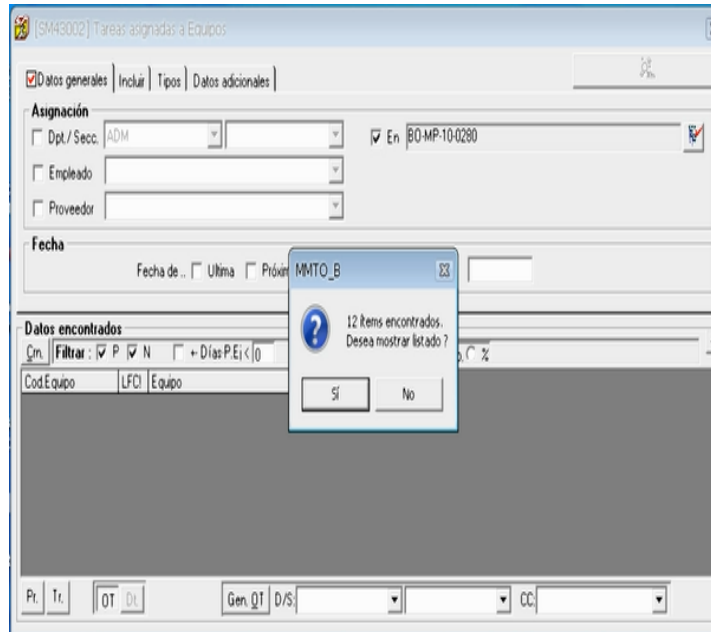 [SM43002] Tareas asignadas a Equipos
Datos generales Incluir Tipos Datos adicionales
Asignación
Dpt./ Secc. ADM En BO-MP-10-0280
Empleado
Proveedor
Fecha
Fecha de .. Ultima Próxim
MMTO_B
12 ítems encontrados.
Desea mostrar listado ?
Sí No
Datos encontrados
Cm. Filtrar : P N +- Días-P.Ej < 0 %
Cod.Equipo LFC! Equipo
Pr. Tr. OT Dt. Gen. OT D/S: CC: